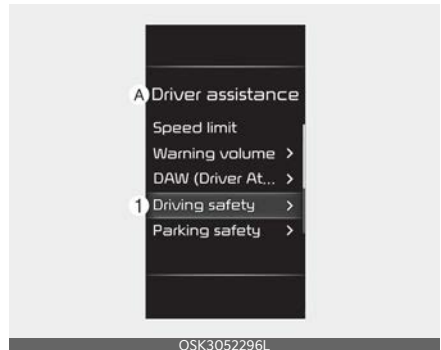 A Driver assistance
Speed limit
Warning volume >
DAW (Driver At... >
1 Driving safety >
Parking safety >
OSK3052296L